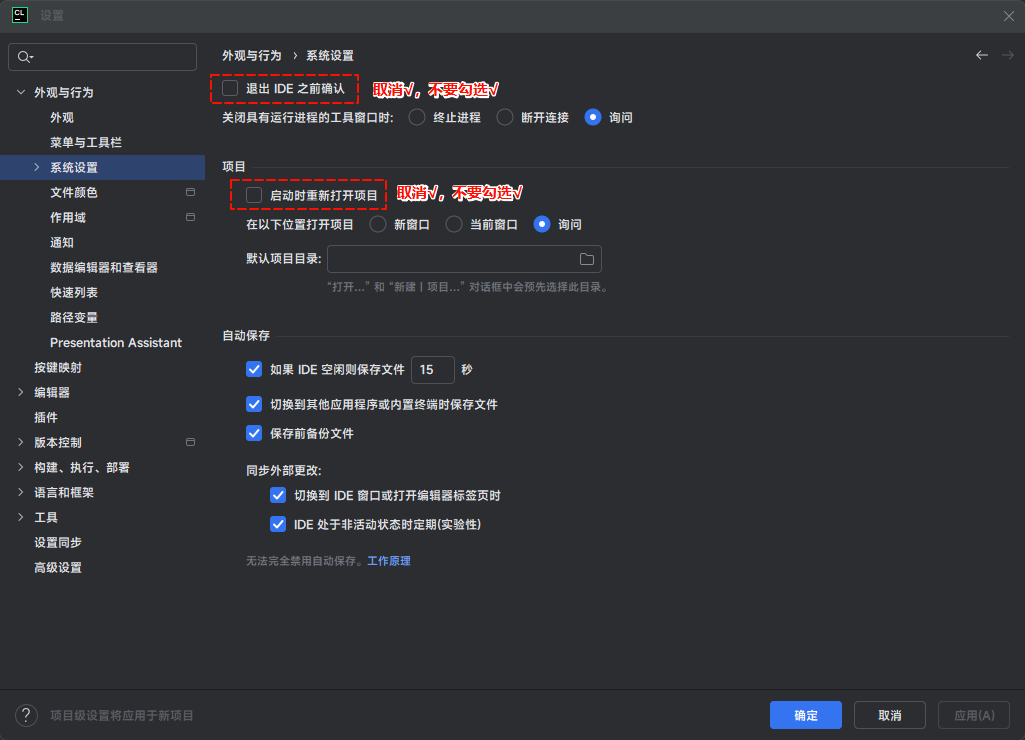 CL
设置
外观与行为
外观
菜单与工具栏
系统设置
文件颜色
作用域
通知
数据编辑器和查看器
快速列表
路径变量
Presentation Assistant
按键映射
编辑器
插件
版本控制
构建、执行、部署
语言和框架
工具
设置同步
高级设置
外观与行为 › 系统设置
退出 IDE 之前确认 取消√，不要勾选√
关闭具有运行进程的工具窗口时: 终止进程 断开连接 询问
项目
启动时重新打开项目 取消√，不要勾选√
在以下位置打开项目 新窗口 当前窗口 询问
默认项目目录:
“打开...” 和 “新建 | 项目...” 对话框中会预先选择此目录。
自动保存
如果 IDE 空闲则保存文件 15 秒
切换到其他应用程序或内置终端时保存文件
保存前备份文件
同步外部更改:
切换到 IDE 窗口或打开编辑器标签页时
IDE 处于非活动状态时定期(实验性)
无法完全禁用自动保存。工作原理
? 项目级设置将应用于新项目
确定 取消 应用(A)